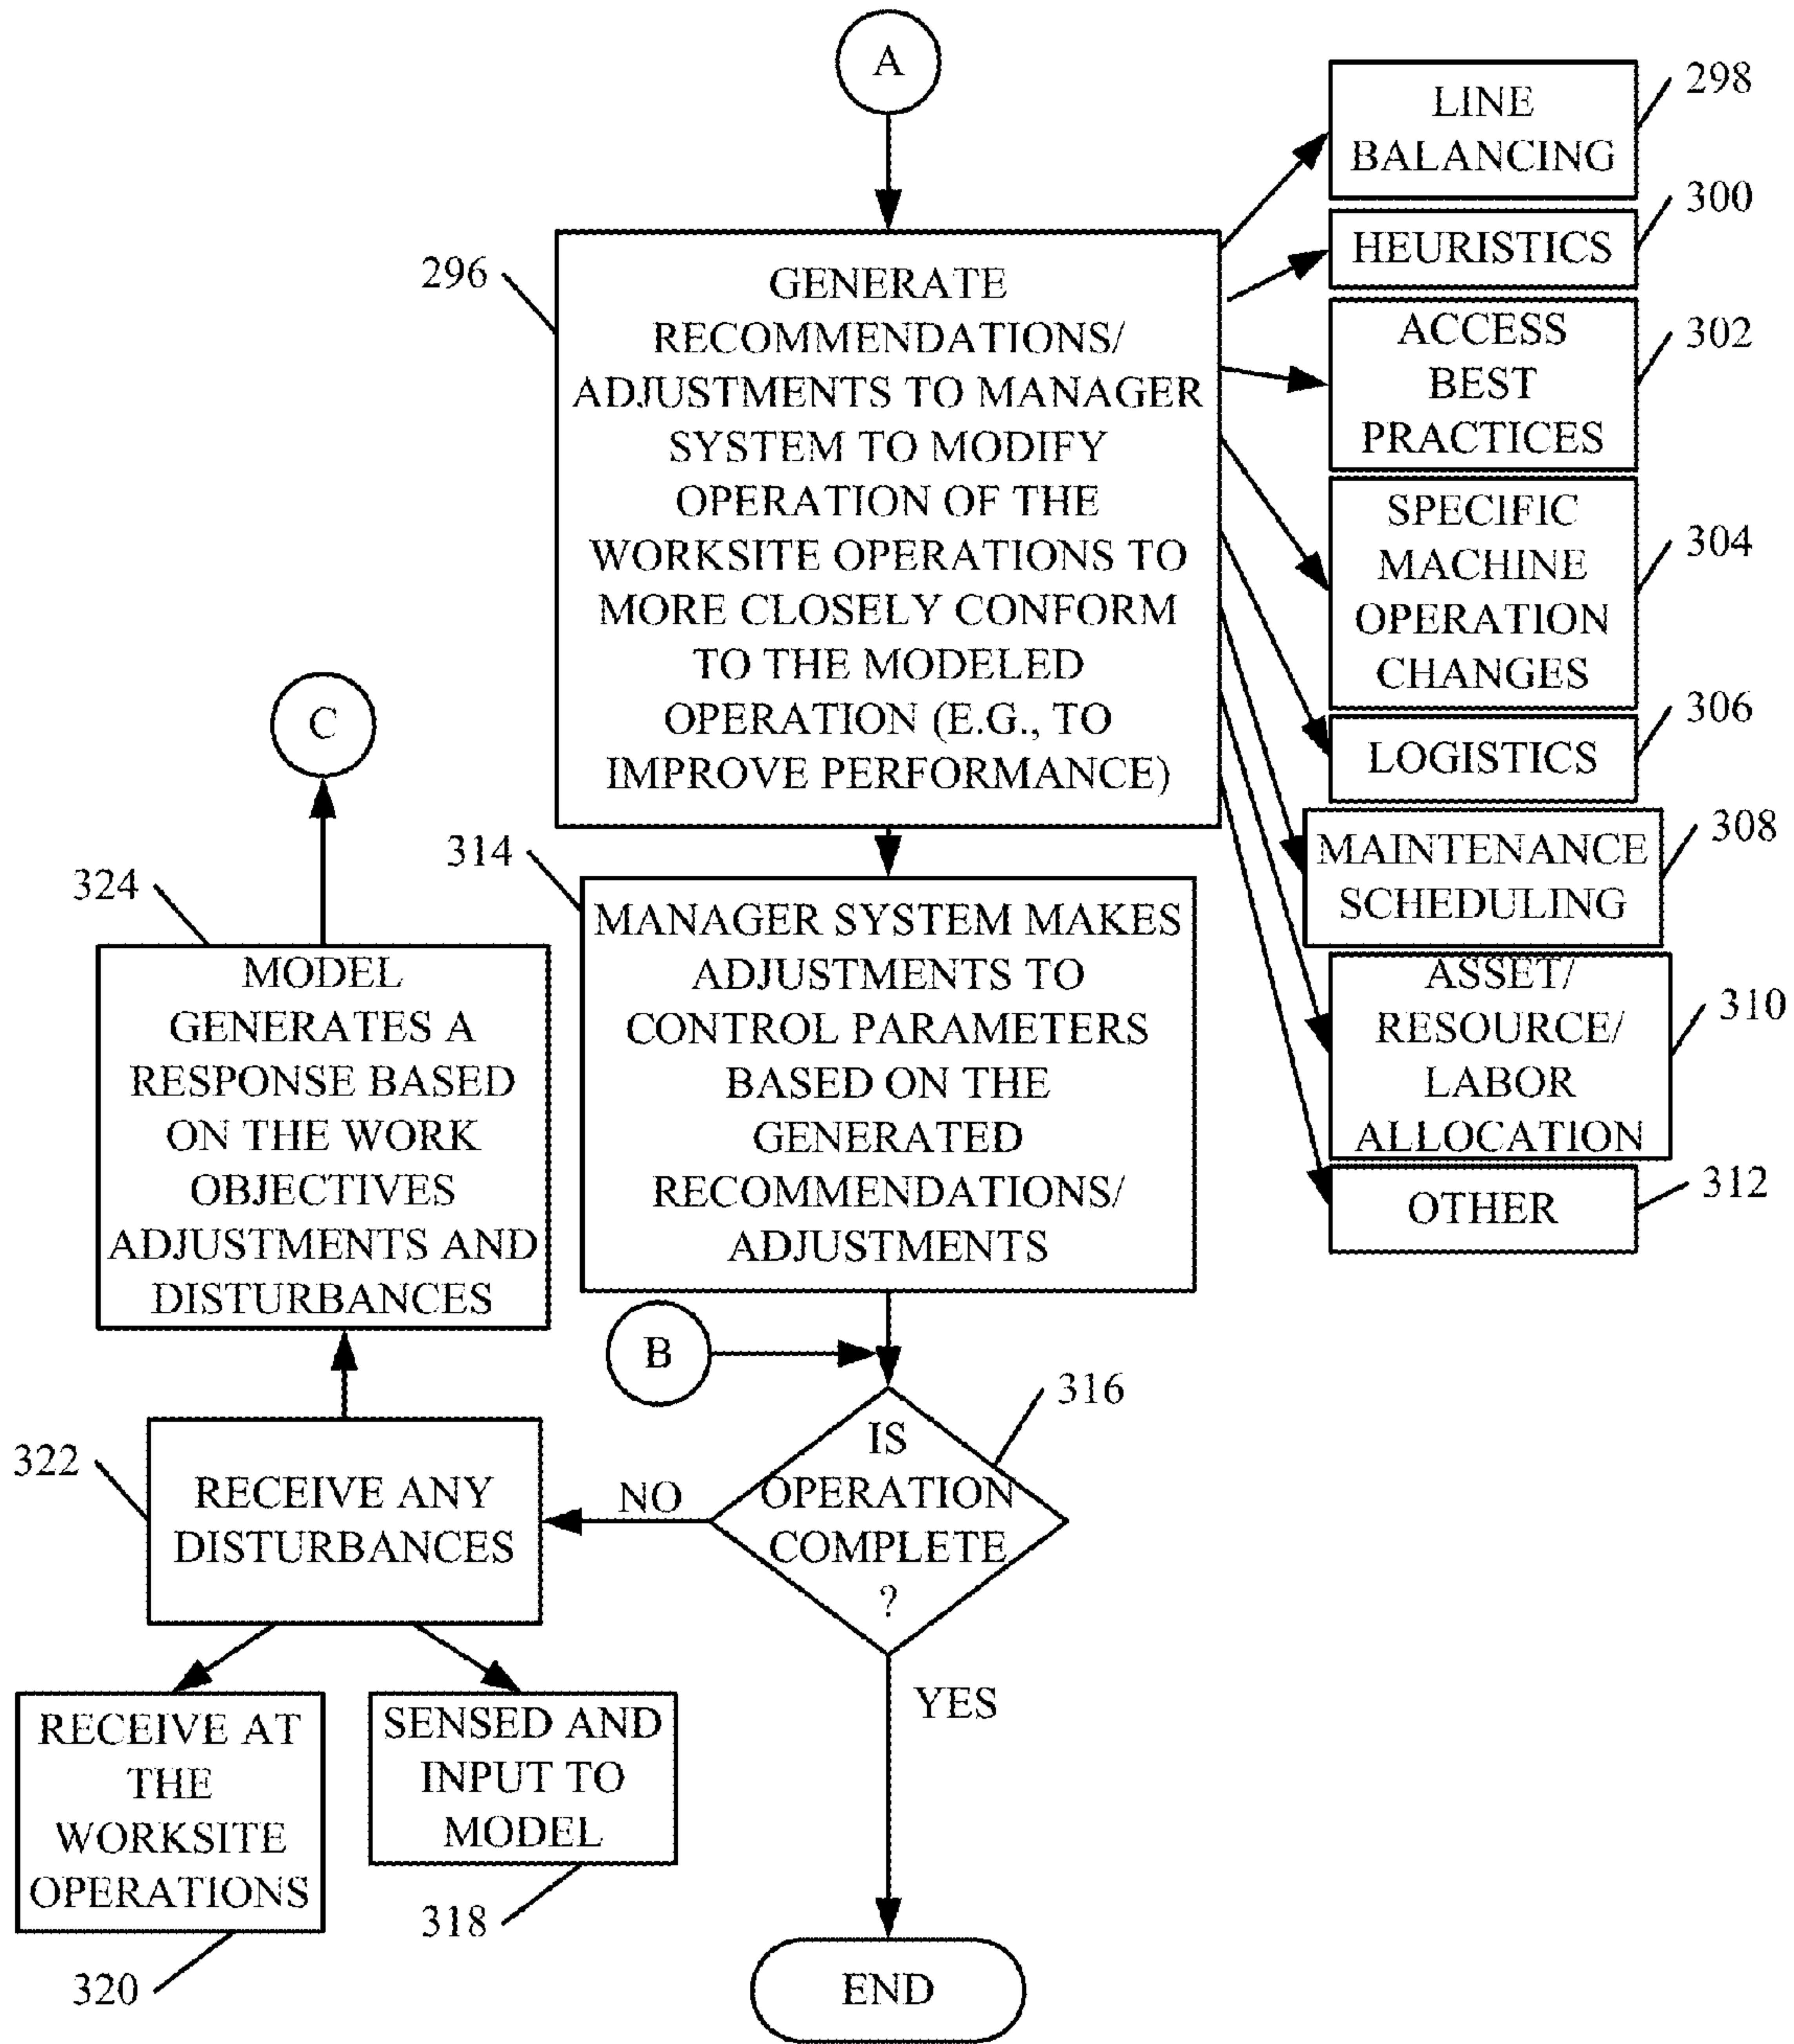 A
296
GENERATE
RECOMMENDATIONS/
ADJUSTMENTS TO MANAGER
SYSTEM TO MODIFY
OPERATION OF THE
WORKSITE OPERATIONS TO
MORE CLOSELY CONFORM
TO THE MODELED
OPERATION (E.G., TO
IMPROVE PERFORMANCE)
LINE
BALANCING
298
HEURISTICS
300
ACCESS
BEST
PRACTICES
302
SPECIFIC
MACHINE
OPERATION
CHANGES
304
LOGISTICS
306
MAINTENANCE
SCHEDULING
308
ASSET/
RESOURCE/
LABOR
ALLOCATION
310
OTHER
312
314
MANAGER SYSTEM MAKES
ADJUSTMENTS TO
CONTROL PARAMETERS
BASED ON THE
GENERATED
RECOMMENDATIONS/
ADJUSTMENTS
B
316
IS
OPERATION
COMPLETE
?
NO
YES
END
322
RECEIVE ANY
DISTURBANCES
RECEIVE AT
THE
WORKSITE
OPERATIONS
320
SENSED AND
INPUT TO
MODEL
318
324
MODEL
GENERATES A
RESPONSE BASED
ON THE WORK
OBJECTIVES
ADJUSTMENTS AND
DISTURBANCES
C